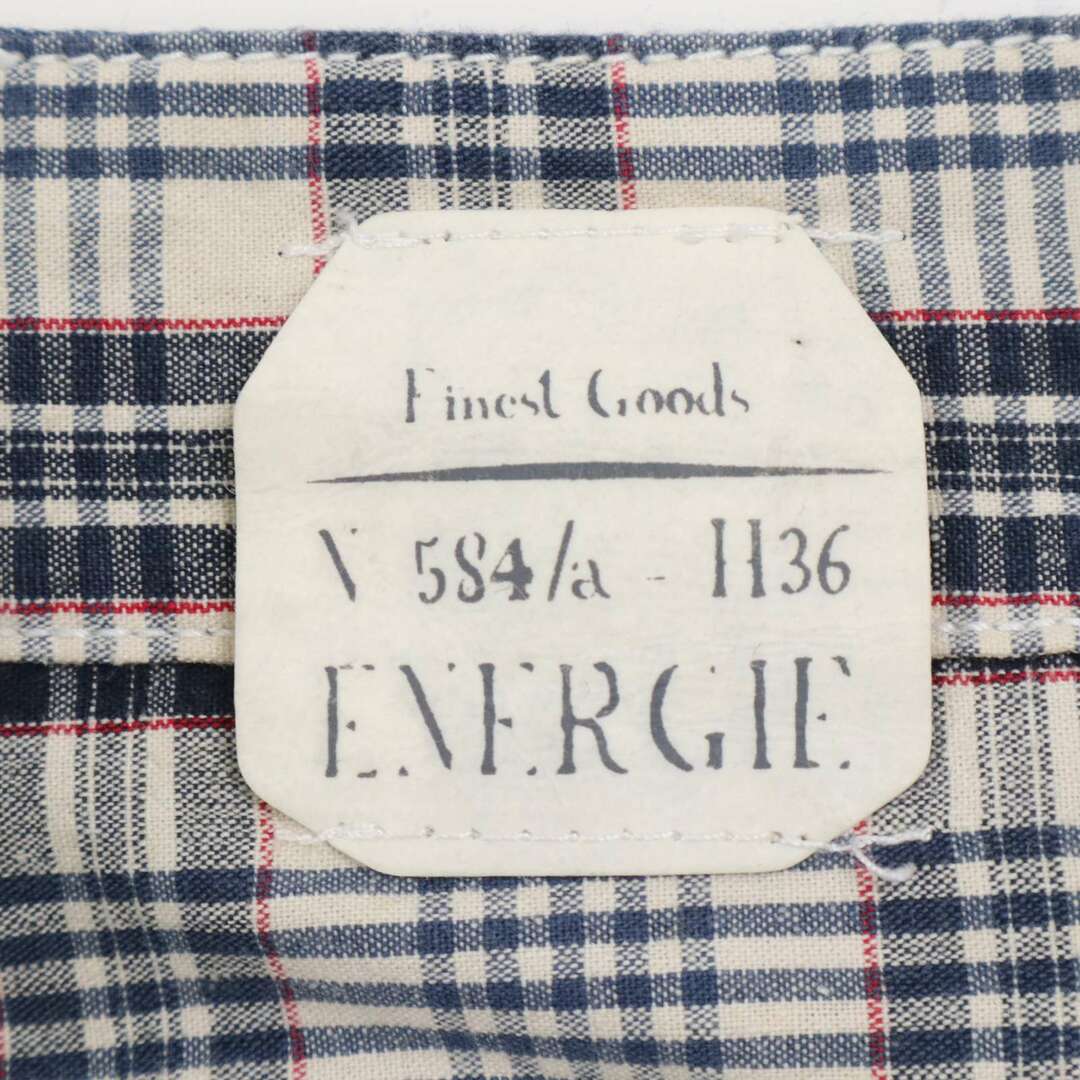 Finest Goods
N 584/a - H36
ENERGIE